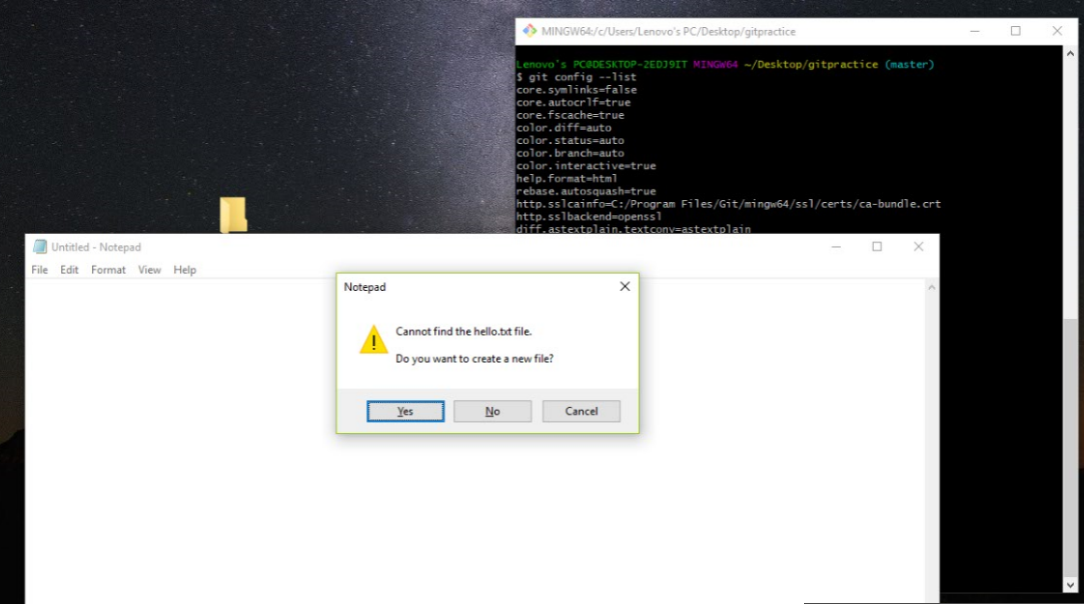 MINGW64:/c/Users/Lenovo's PC/Desktop/gitpractice
Lenovo's PC@DESKTOP-2EDJ9IT MINGW64 ~/Desktop/gitpractice (master)
$ git config --list
core.symlinks=false
core.autocrlf=true
core.fscache=true
color.diff=auto
color.status=auto
color.branch=auto
color.interactive=true
help.format=html
rebase.autosquash=true
http.sslcainfo=C:/Program Files/Git/mingw64/ssl/certs/ca-bundle.crt
http.sslbackend=openssl
diff.astextplain.textconv=astextplain
Untitled - Notepad
File Edit Format View Help
Notepad
Cannot find the hello.txt file.
Do you want to create a new file?
Yes No Cancel